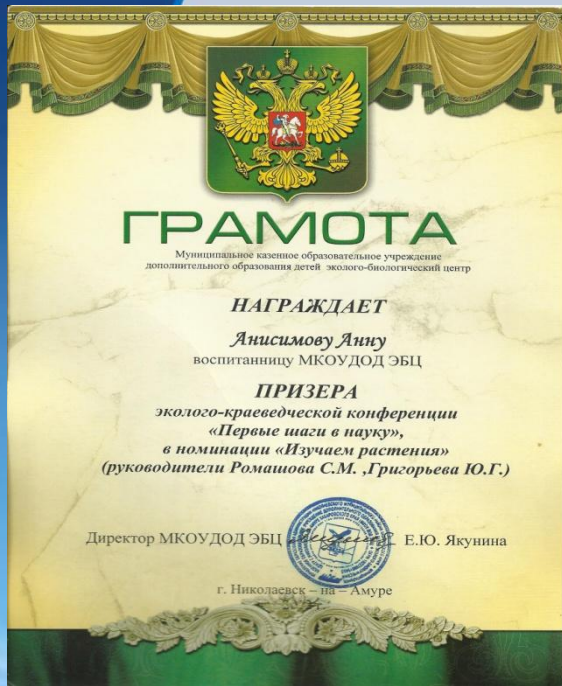 ГРАМОТА
Муниципальное казенное образовательное учреждение
дополнительного образования детей эколого-биологический центр
НАГРАЖДАЕТ
Анисимову Анну
воспитанницу МКОУДОД ЭБЦ
ПРИЗЕРА
эколого-краеведческой конференции
«Первые шаги в науку»,
в номинации «Изучаем растения»
(руководители Ромашова С.М. ,Григорьева Ю.Г.)
Директор МКОУДОД ЭБЦ Е.Ю. Якунина
г. Николаевск – на – Амуре